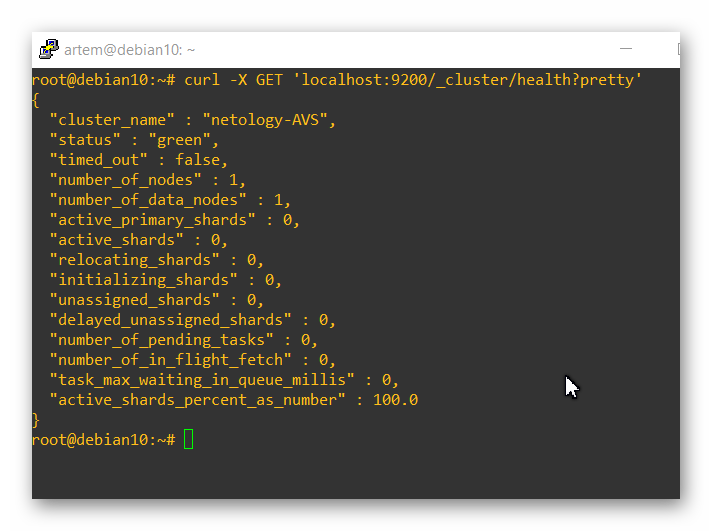 artem@debian10: ~
root@debian10:~# curl -X GET 'localhost:9200/_cluster/health?pretty'
{
  "cluster_name" : "netology-AVS",
  "status" : "green",
  "timed_out" : false,
  "number_of_nodes" : 1,
  "number_of_data_nodes" : 1,
  "active_primary_shards" : 0,
  "active_shards" : 0,
  "relocating_shards" : 0,
  "initializing_shards" : 0,
  "unassigned_shards" : 0,
  "delayed_unassigned_shards" : 0,
  "number_of_pending_tasks" : 0,
  "number_of_in_flight_fetch" : 0,
  "task_max_waiting_in_queue_millis" : 0,
  "active_shards_percent_as_number" : 100.0
}
root@debian10:~#